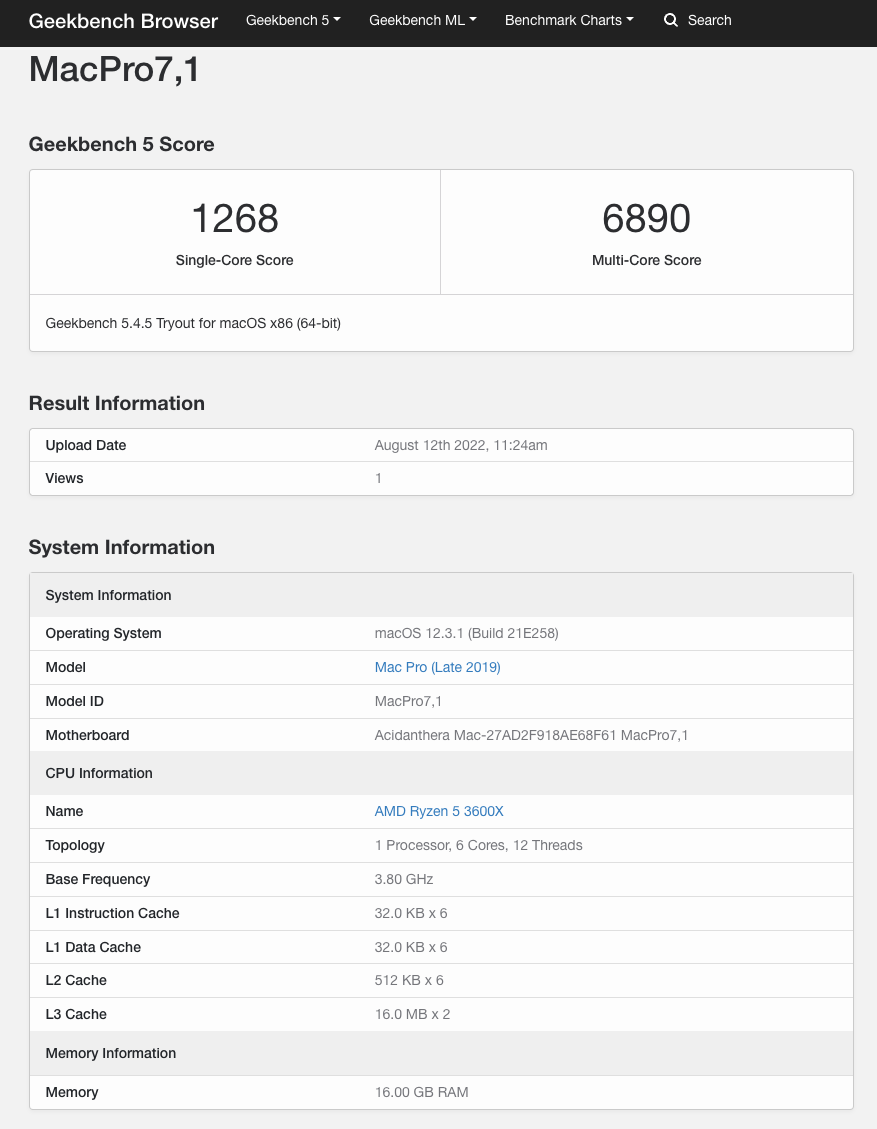 Geekbench Browser Geekbench 5 Geekbench ML Benchmark Charts Search
MacPro7,1
Geekbench 5 Score
1268 6890
Single-Core Score Multi-Core Score
Geekbench 5.4.5 Tryout for macOS x86 (64-bit)
Result Information
Upload Date August 12th 2022, 11:24am
Views 1
System Information
System Information
Operating System macOS 12.3.1 (Build 21E258)
Model Mac Pro (Late 2019)
Model ID MacPro7,1
Motherboard Acidanthera Mac-27AD2F918AE68F61 MacPro7,1
CPU Information
Name AMD Ryzen 5 3600X
Topology 1 Processor, 6 Cores, 12 Threads
Base Frequency 3.80 GHz
L1 Instruction Cache 32.0 KB x 6
L1 Data Cache 32.0 KB x 6
L2 Cache 512 KB x 6
L3 Cache 16.0 MB x 2
Memory Information
Memory 16.00 GB RAM